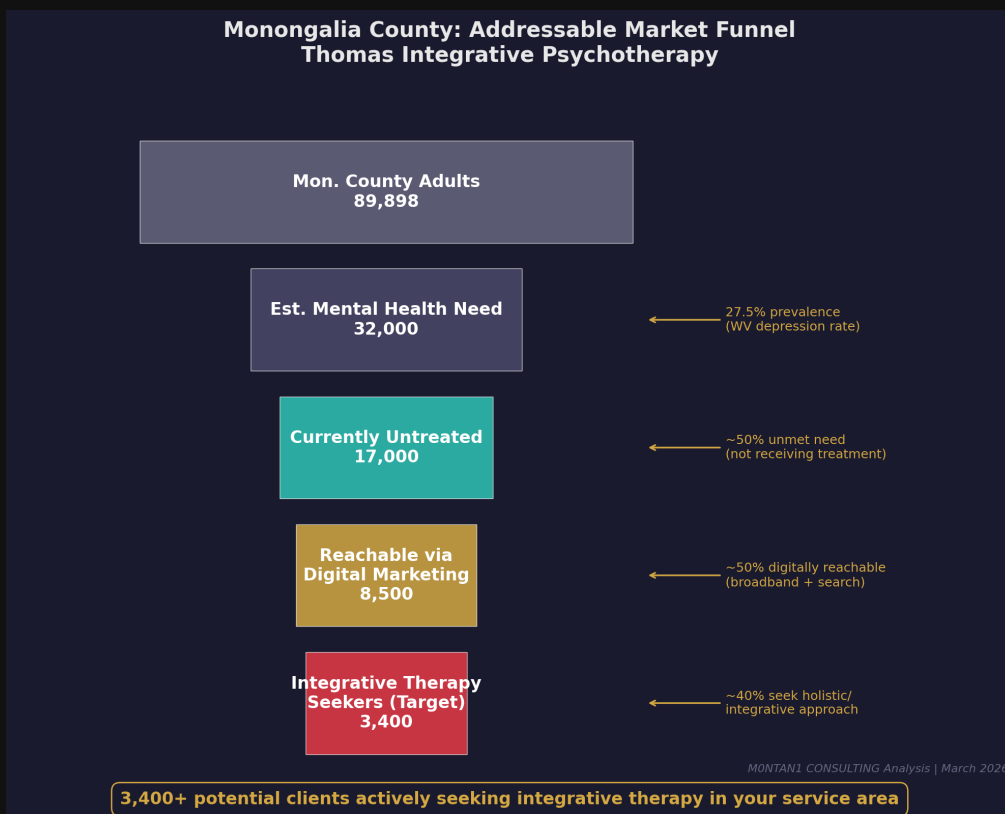 Monongalia County: Addressable Market Funnel
Thomas Integrative Psychotherapy
Mon. County Adults
89,898
Est. Mental Health Need
32,000
27.5% prevalence
(WV depression rate)
Currently Untreated
17,000
~50% unmet need
(not receiving treatment)
Reachable via
Digital Marketing
8,500
~50% digitally reachable
(broadband + search)
Integrative Therapy
Seekers (Target)
3,400
~40% seek holistic/
integrative approach
M0NTAN1 CONSULTING Analysis | March 2026
3,400+ potential clients actively seeking integrative therapy in your service area